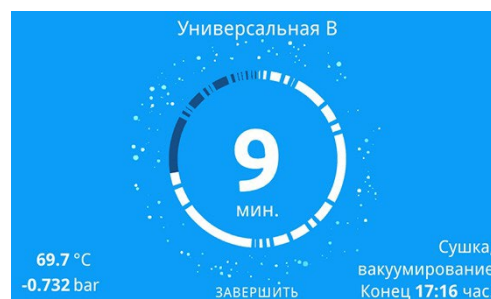 Универсальная B
9
мин.
69.7 °C
-0.732 bar
ЗАВЕРШИТЬ
Сушка
вакуумирование
Конец 17:16 час